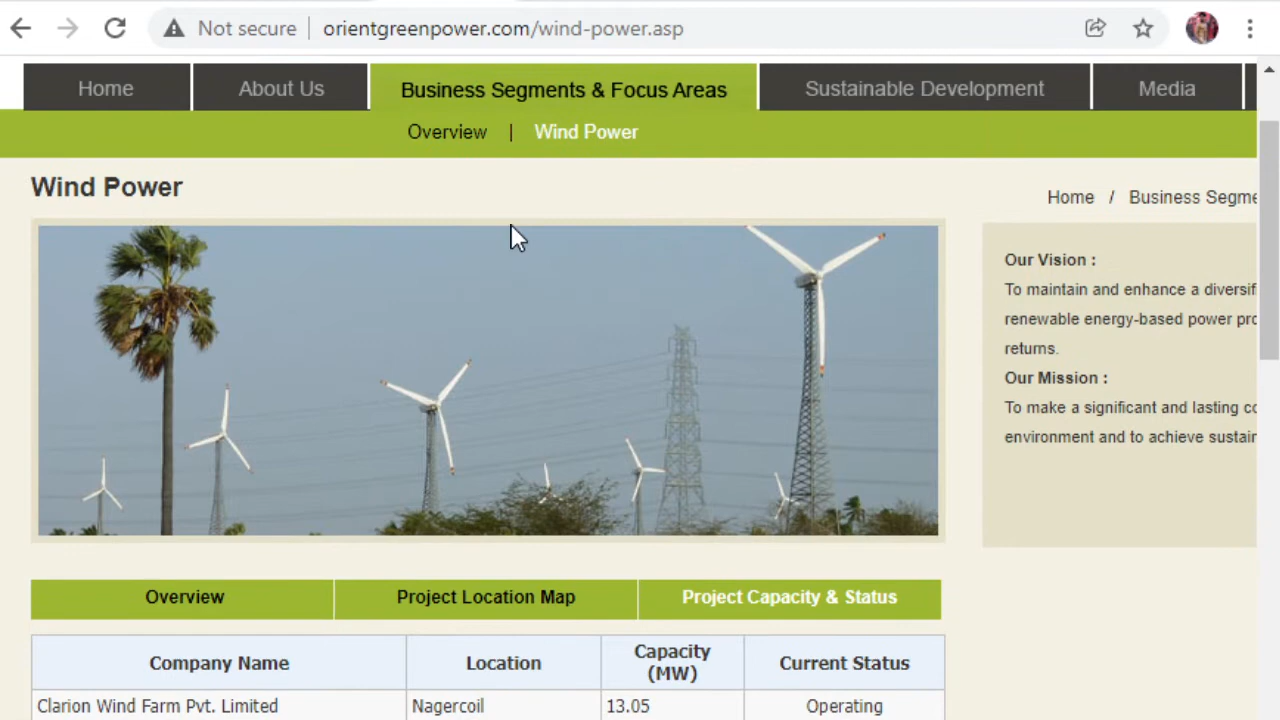 Not secure | orientgreenpower.com/wind-power.asp
Home About Us Business Segments & Focus Areas Sustainable Development Media
Overview | Wind Power
Wind Power
Home / Business Segme
Our Vision :
To maintain and enhance a diversif
renewable energy-based power pro
returns.
Our Mission :
To make a significant and lasting co
environment and to achieve sustain
Overview Project Location Map Project Capacity & Status
Company Name Location Capacity (MW) Current Status
Clarion Wind Farm Pvt. Limited Nagercoil 13.05 Operating